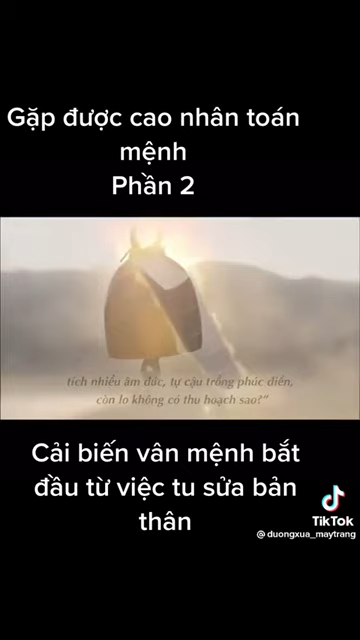 Gặp được cao nhân toán
mệnh
Phần 2
tích nhiều âm đức, tự cậu trồng phúc điền,
còn lo không có thu hoạch sao?"
Cải biến vân mệnh bắt
đầu từ việc tu sửa bản
thân
TikTok
@duongxua_maytrang